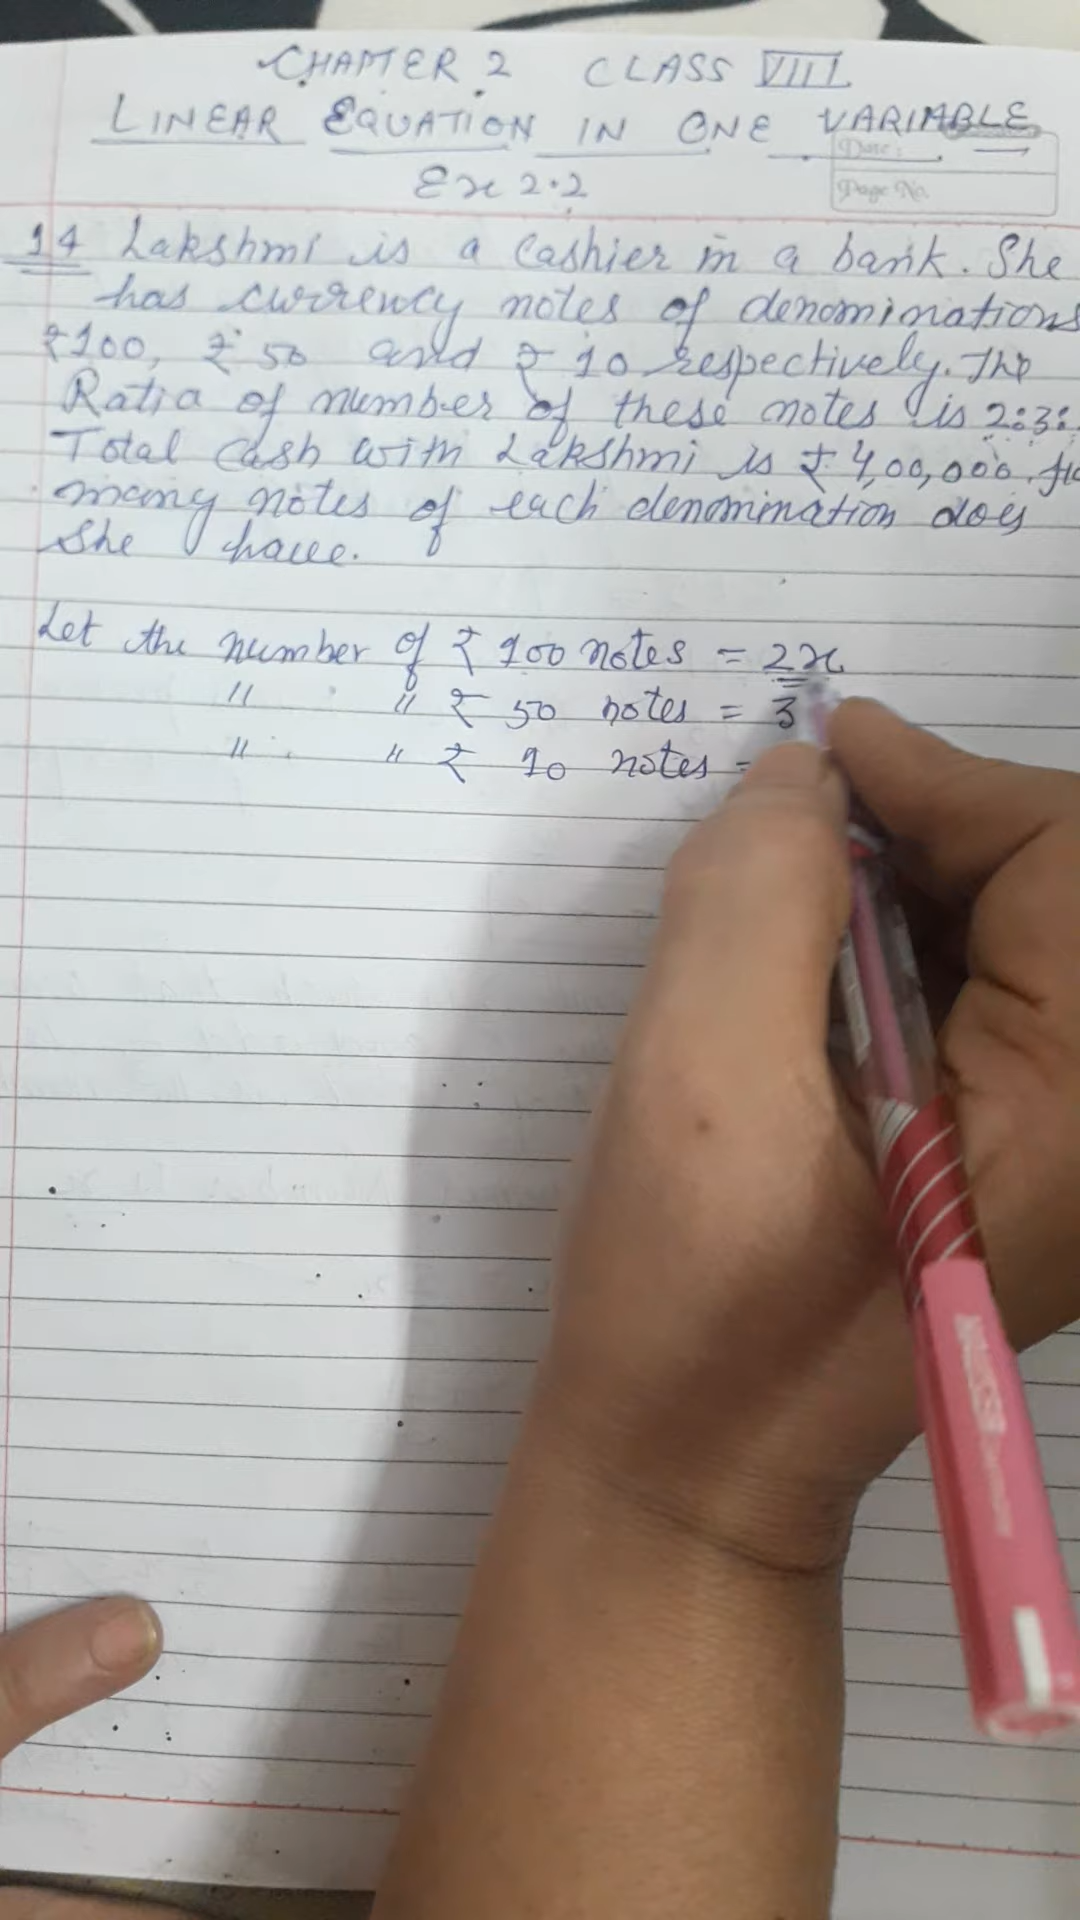 CHAPTER 2 CLASS VIII
LINEAR EQUATION IN ONE VARIABLE
Date:
Page No.
Ex 2.2
14 Lakshmi is a Cashier in a bank. She
has currency notes of denominations
₹100, ₹ 50 and ₹ 10 respectively. The
Ratio of number of these notes is 2:3:
Total Cash with Lakshmi is ₹ 4,00,000.
many notes of each denomination does
She have.
Let the number of ₹ 100 notes = 2x
" " ₹ 50 notes = 3
" " ₹ 10 notes =